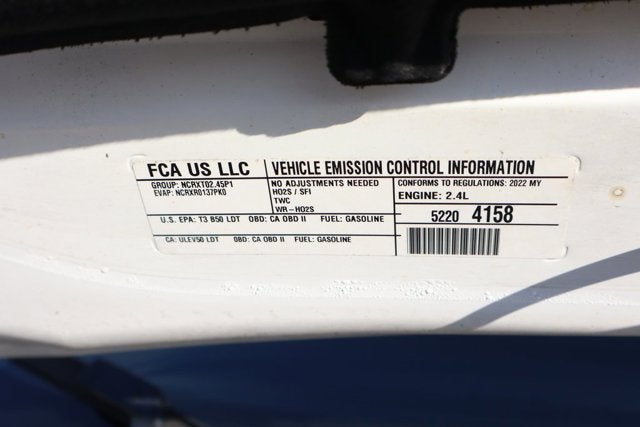 FCA US LLC
VEHICLE EMISSION CONTROL INFORMATION
GROUP: NCRXT02.45P1
EVAP: NCRXR0137PK0
NO ADJUSTMENTS NEEDED
HO2S / SFI
TWC
WR-HO2S
CONFORMS TO REGULATIONS: 2022 MY
ENGINE: 2.4L
U.S. EPA: T3 B50 LDT OBD: CA OBD II FUEL: GASOLINE
5220 4158
CA: ULEV50 LDT OBD: CA OBD II FUEL: GASOLINE